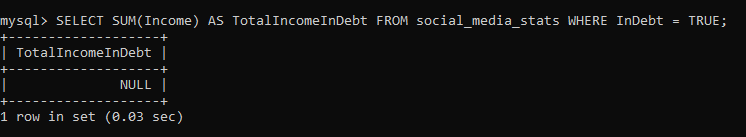 mysql> SELECT SUM(Income) AS TotalIncomeInDebt FROM social_media_stats WHERE InDebt = TRUE;
+-------------------+
| TotalIncomeInDebt |
+-------------------+
|              NULL |
+-------------------+
1 row in set (0.03 sec)